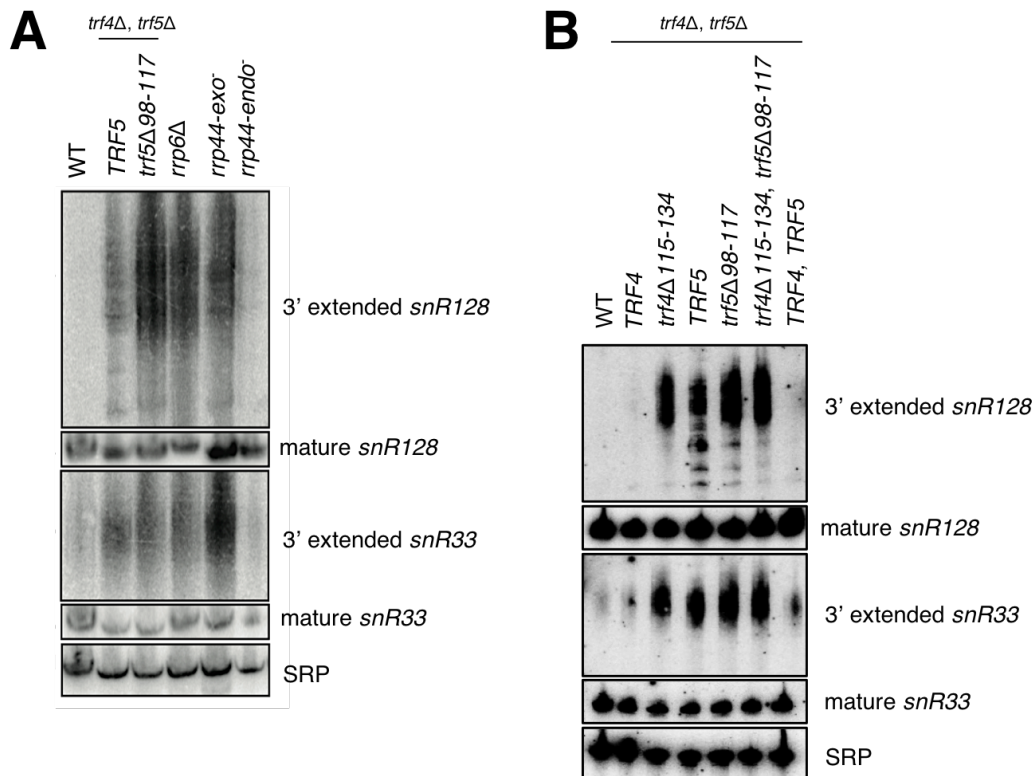 A
trf4Δ, trf5Δ
WT
TRF5
trf5Δ98-117
rrp6Δ
rrp44-exo-
rrp44-endo-
3’ extended snR128
mature snR128
3’ extended snR33
mature snR33
SRP
B
trf4Δ, trf5Δ
WT
TRF4
trf4Δ115-134
TRF5
trf5Δ98-117
trf4Δ115-134, trf5Δ98-117
TRF4, TRF5
3’ extended snR128
mature snR128
3’ extended snR33
mature snR33
SRP